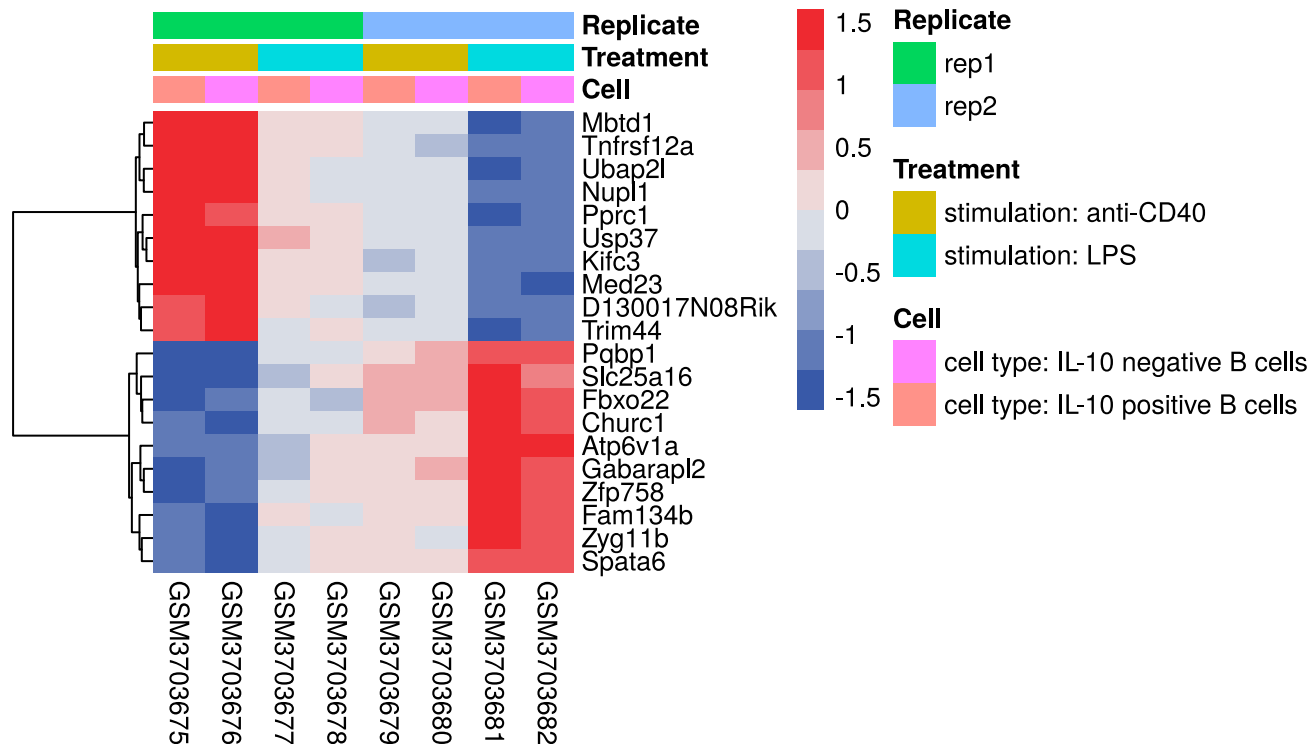 Replicate
Treatment
Cell
Mbtd1
Tnfrsf12a
Ubap2l
Nupl1
Pprc1
Usp37
Kifc3
Med23
D130017N08Rik
Trim44
Pqbp1
Slc25a16
Fbxo22
Churc1
Atp6v1a
Gabarapl2
Zfp758
Fam134b
Zyg11b
Spata6
GSM3703675
GSM3703676
GSM3703677
GSM3703678
GSM3703679
GSM3703680
GSM3703681
GSM3703682
1.5
1
0.5
0
-0.5
-1
-1.5
Replicate
rep1
rep2
Treatment
stimulation: anti-CD40
stimulation: LPS
Cell
cell type: IL-10 negative B cells
cell type: IL-10 positive B cells